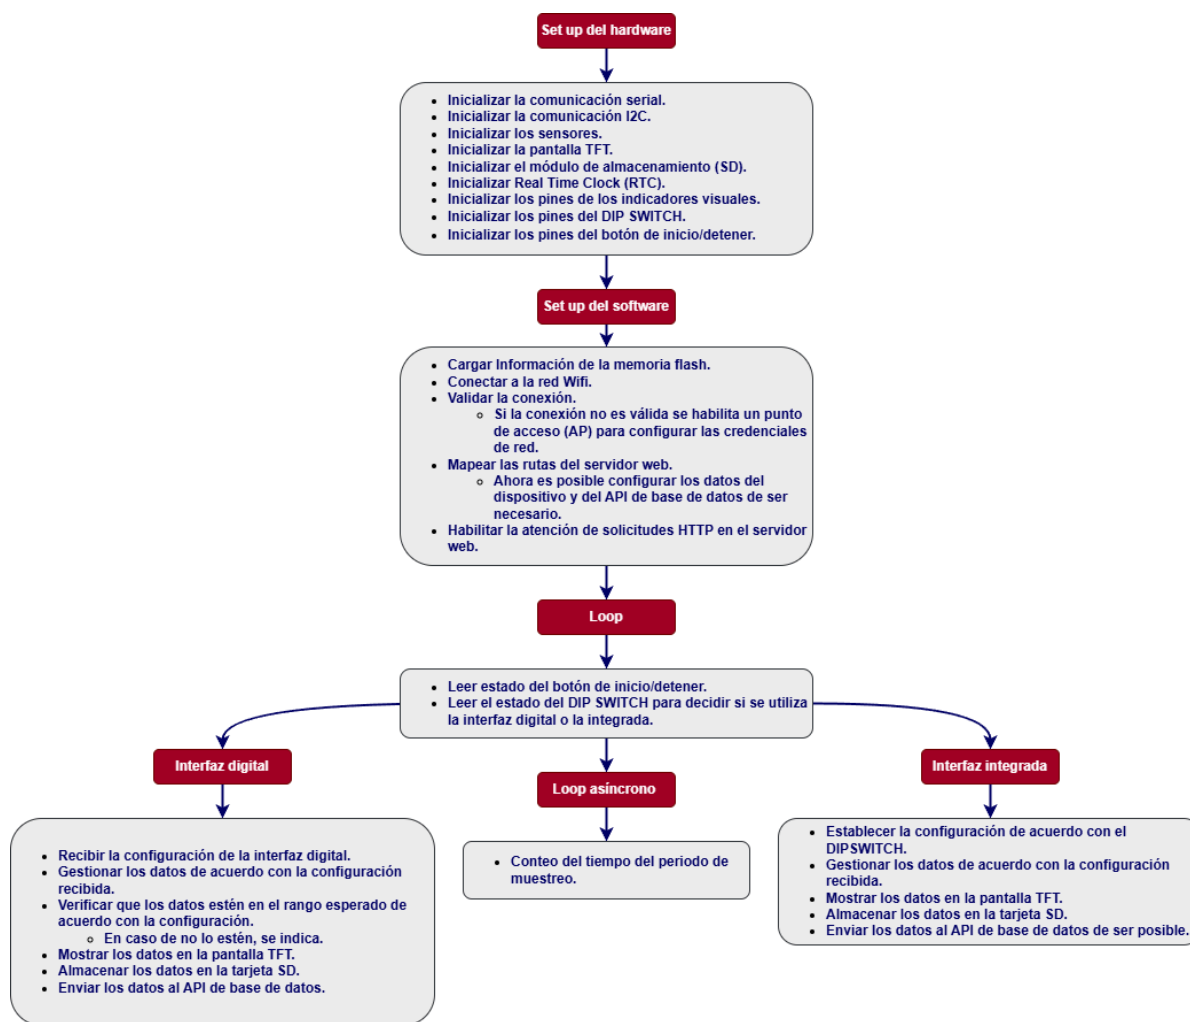 Set up del hardware
• Inicializar la comunicación serial.
• Inicializar la comunicación I2C.
• Inicializar los sensores.
• Inicializar la pantalla TFT.
• Inicializar el módulo de almacenamiento (SD).
• Inicializar Real Time Clock (RTC).
• Inicializar los pines de los indicadores visuales.
• Inicializar los pines del DIP SWITCH.
• Inicializar los pines del botón de inicio/detener.
Set up del software
• Cargar Información de la memoria flash.
• Conectar a la red Wifi.
• Validar la conexión.
○ Si la conexión no es válida se habilita un punto
de acceso (AP) para configurar las credenciales
de red.
• Mapear las rutas del servidor web.
○ Ahora es posible configurar los datos del
dispositivo y del API de base de datos de ser
necesario.
• Habilitar la atención de solicitudes HTTP en el servidor
web.
Loop
• Leer estado del botón de inicio/detener.
• Leer el estado del DIP SWITCH para decidir si se utiliza
la interfaz digital o la integrada.
Interfaz digital
• Recibir la configuración de la interfaz digital.
• Gestionar los datos de acuerdo con la configuración
recibida.
• Verificar que los datos estén en el rango esperado de
acuerdo con la configuración.
○ En caso de no lo estén, se indica.
• Mostrar los datos en la pantalla TFT.
• Almacenar los datos en la tarjeta SD.
• Enviar los datos al API de base de datos.
Loop asíncrono
• Conteo del tiempo del periodo de
muestreo.
Interfaz integrada
• Establecer la configuración de acuerdo con el
DIPSWITCH.
• Gestionar los datos de acuerdo con la configuración
recibida.
• Mostrar los datos en la pantalla TFT.
• Almacenar los datos en la tarjeta SD.
• Enviar los datos al API de base de datos de ser posible.